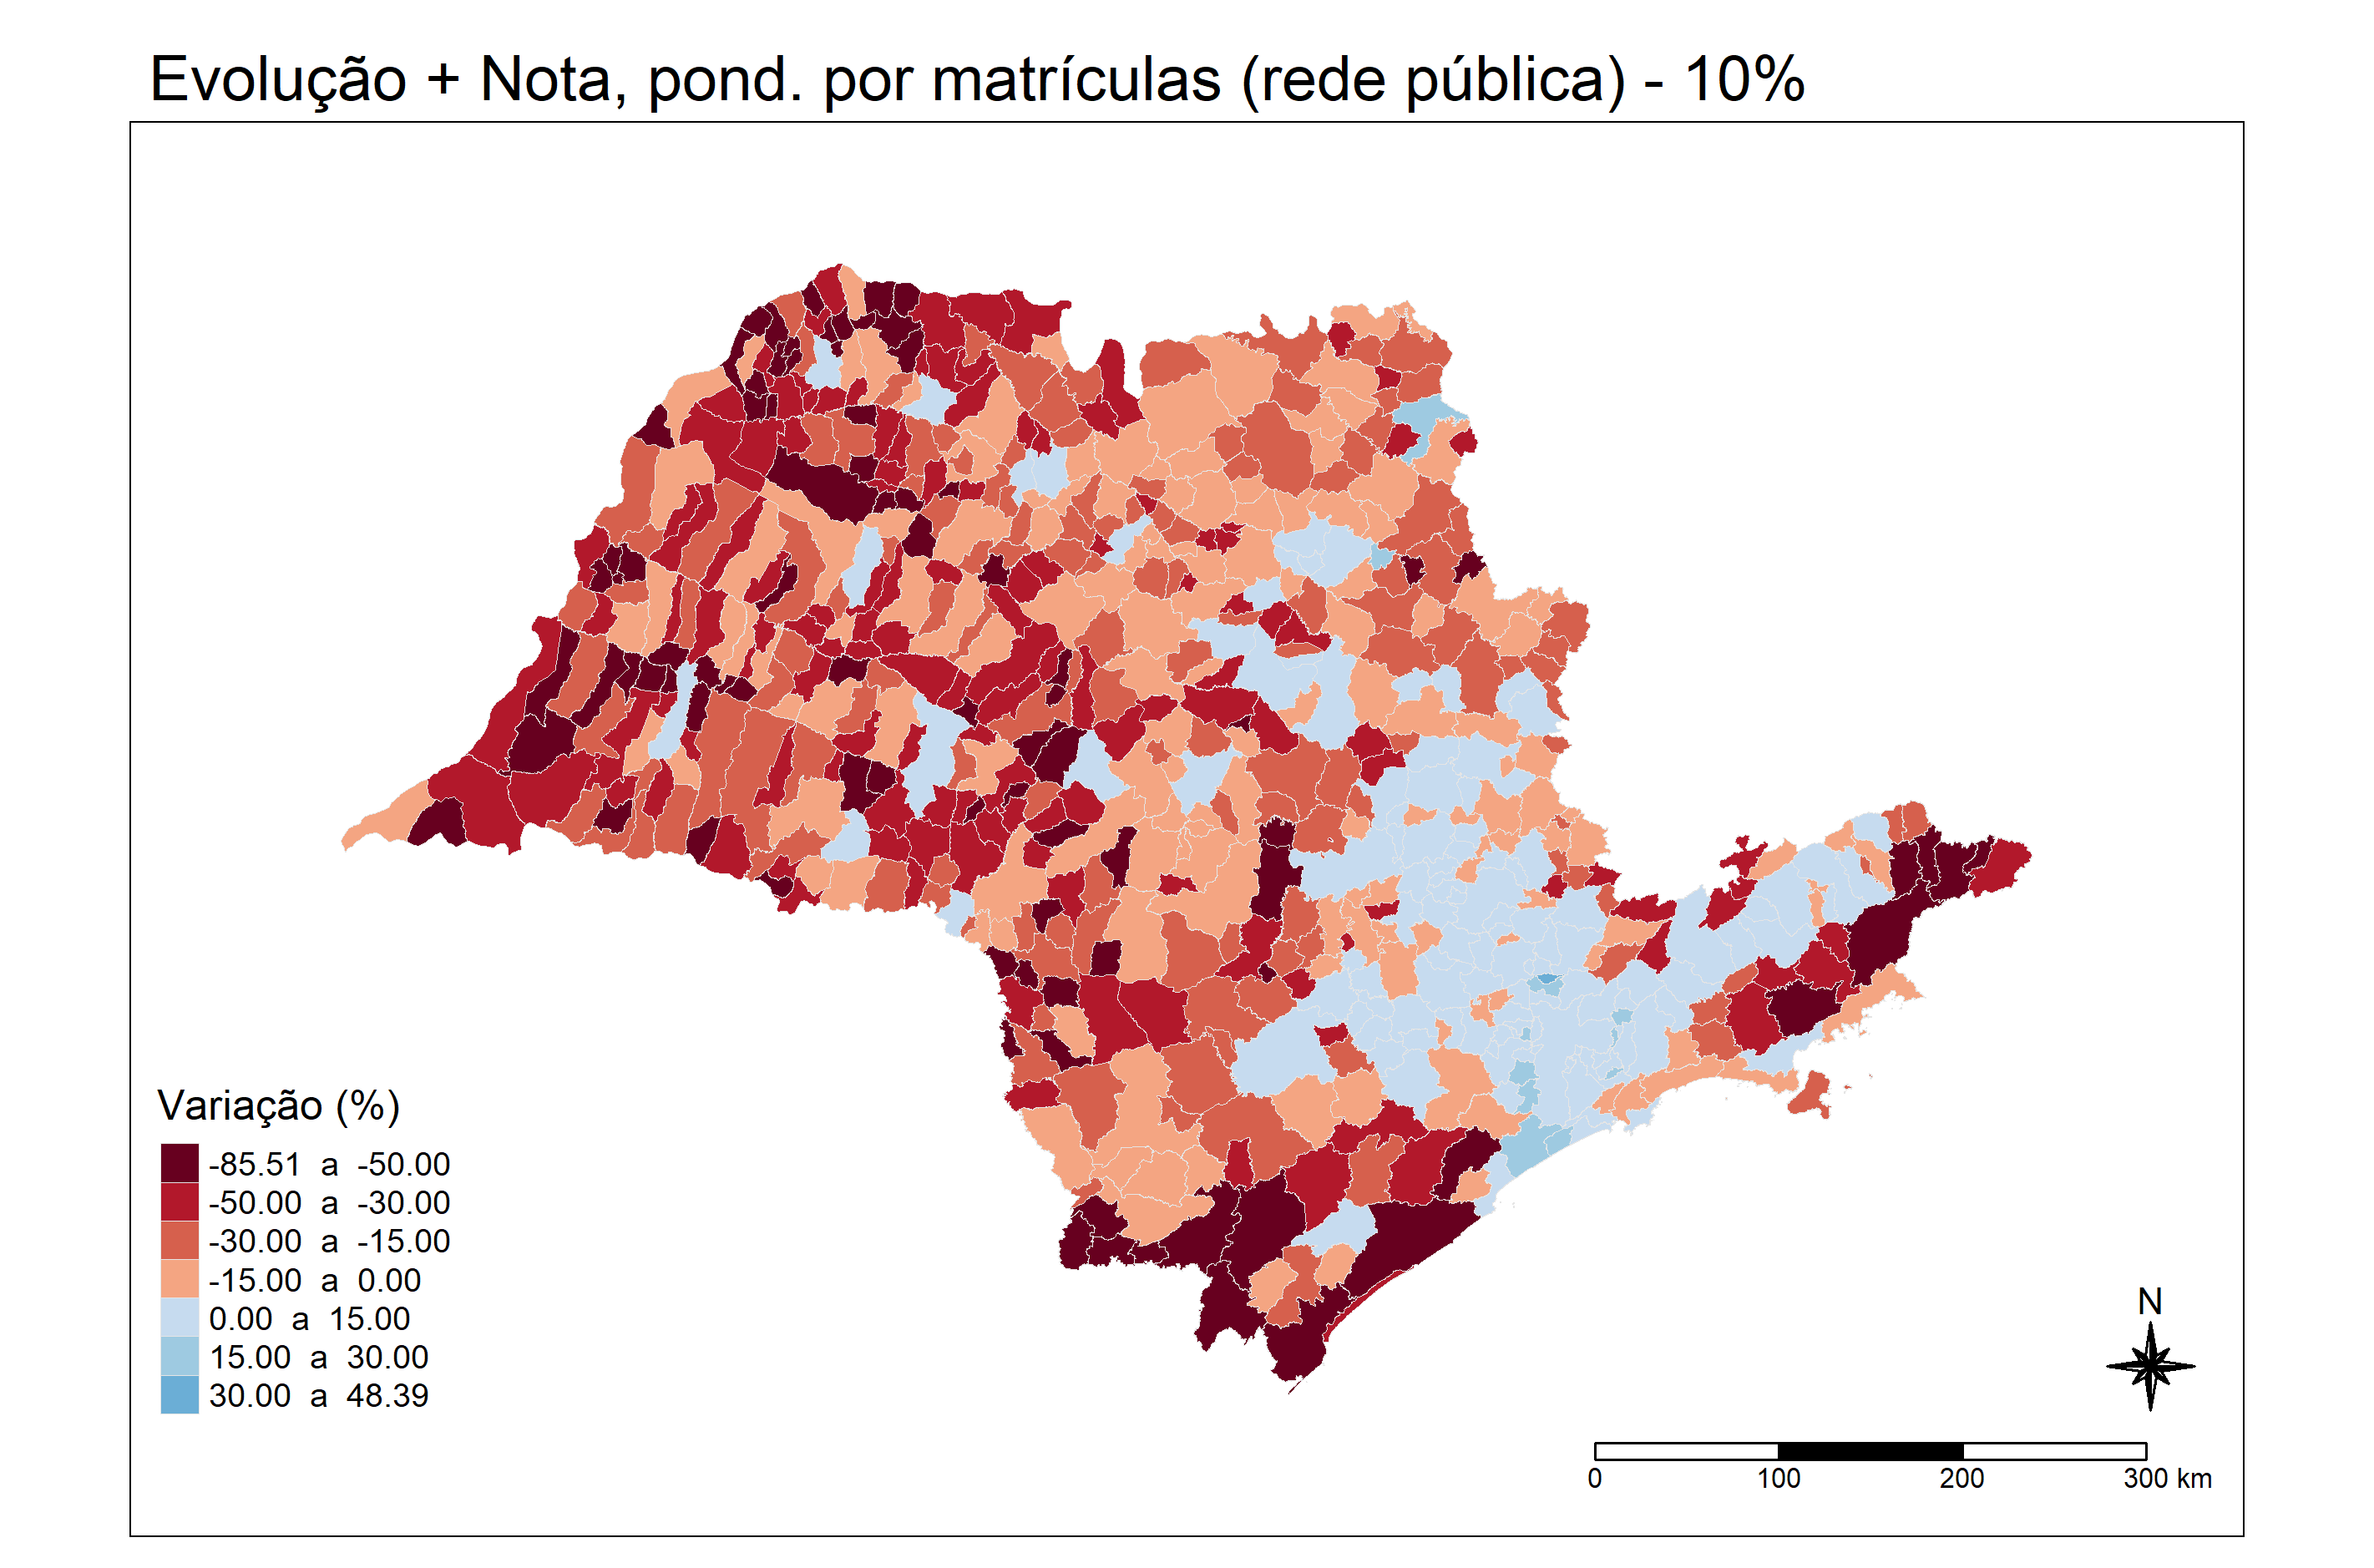 Evolução + Nota, pond. por matrículas (rede pública) - 10%
Variação (%)
-85.51 a -50.00
-50.00 a -30.00
-30.00 a -15.00
-15.00 a 0.00
0.00 a 15.00
15.00 a 30.00
30.00 a 48.39
N
0 100 200 300 km